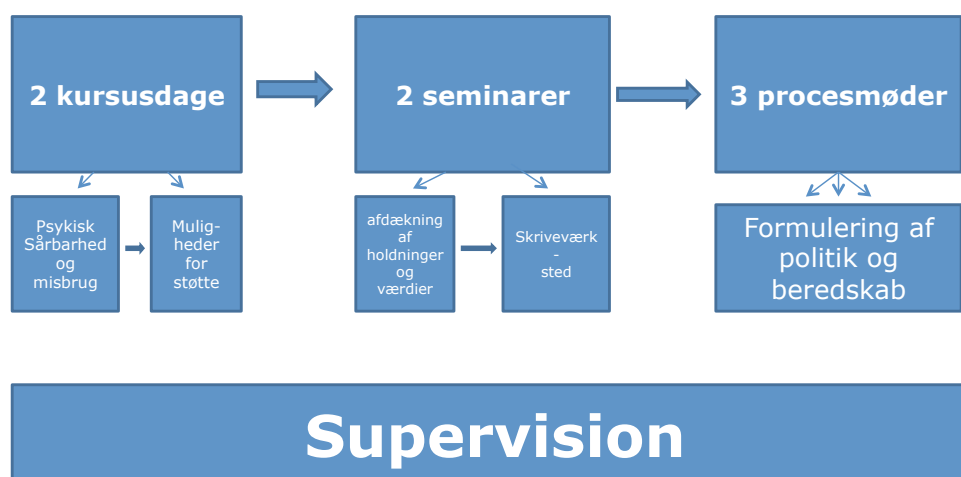 2 kursusdage
2 seminarer
3 procesmøder
Psykisk
Sårbarhed
og
misbrug
Mulig-
heder
for
støtte
afdækning
af
holdninger
og
værdier
Skriveværk
-
sted
Formulering af
politik og
beredskab
Supervision